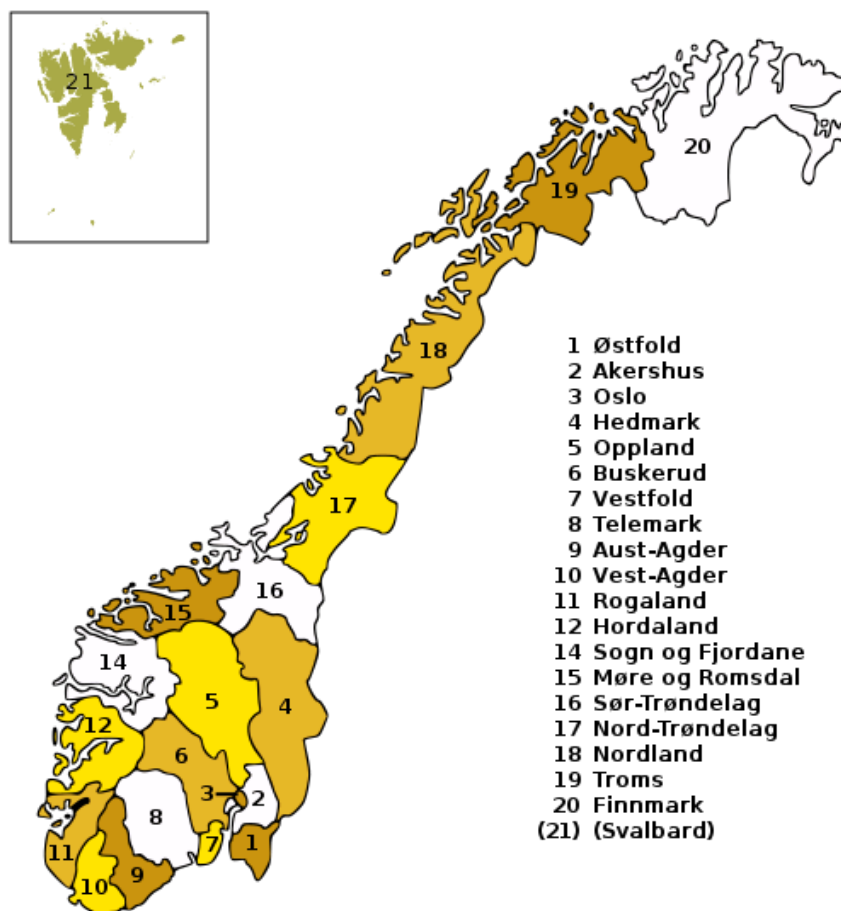 21
20
19
18
17
16
15
14
5
4
12
6
3
2
8
7
1
11
9
10
1 Østfold
2 Akershus
3 Oslo
4 Hedmark
5 Oppland
6 Buskerud
7 Vestfold
8 Telemark
9 Aust-Agder
10 Vest-Agder
11 Rogaland
12 Hordaland
14 Sogn og Fjordane
15 Møre og Romsdal
16 Sør-Trøndelag
17 Nord-Trøndelag
18 Nordland
19 Troms
20 Finnmark
(21) (Svalbard)